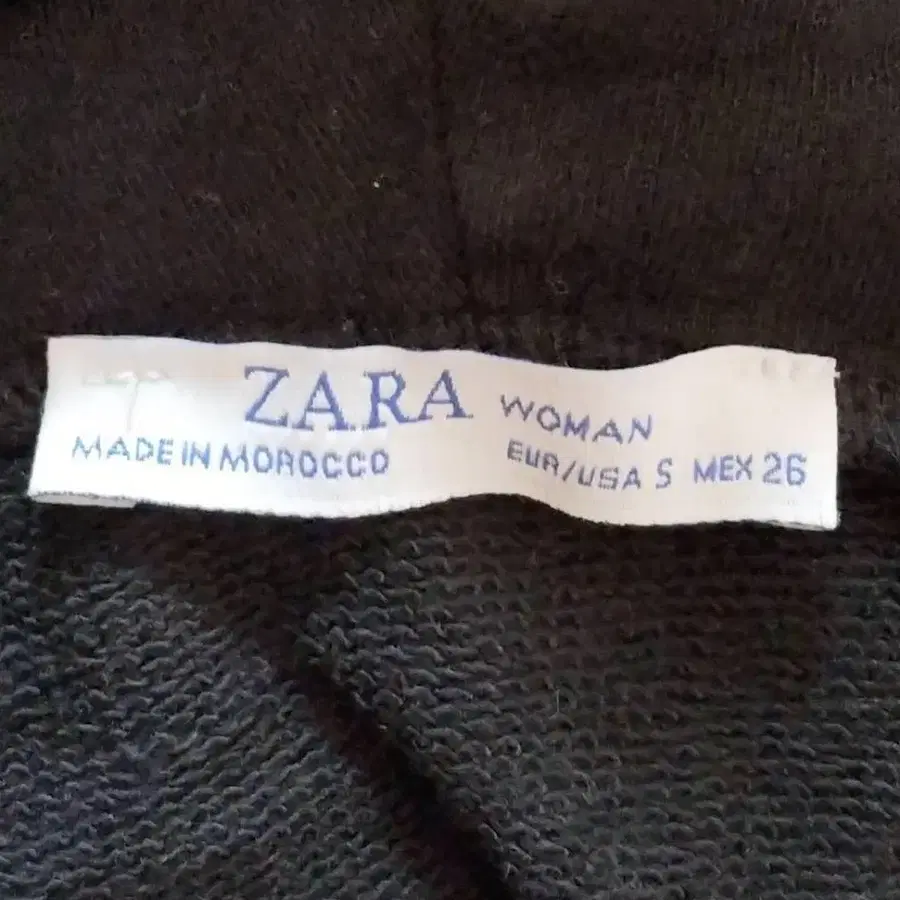 ZARA WOMAN
MADE IN MOROCCO EUR/USA S MEX 26